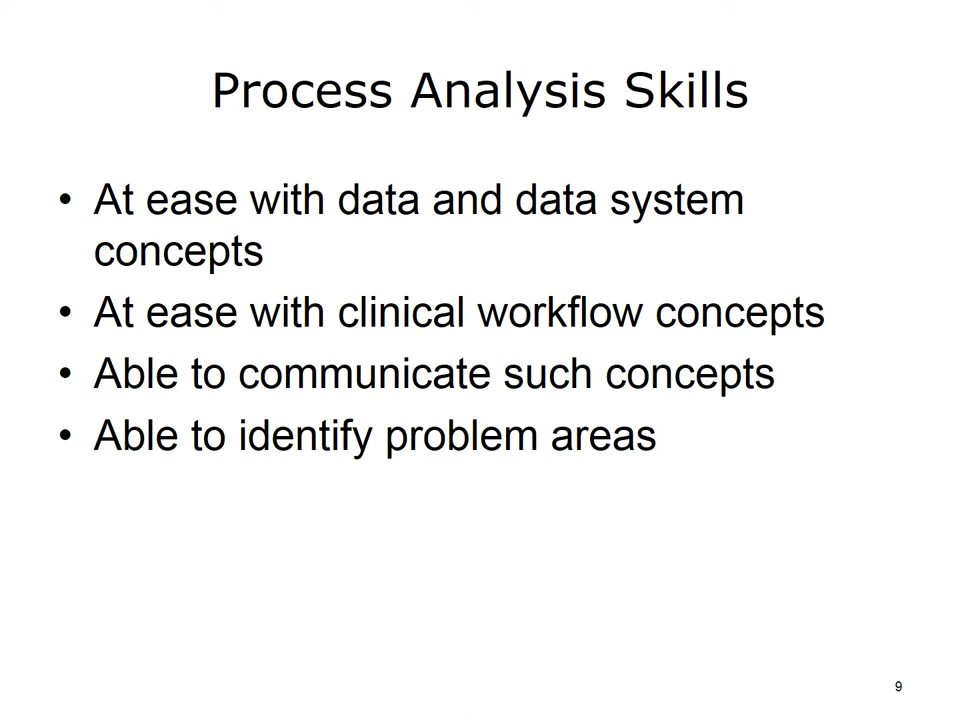 Process Analysis Skills
• At ease with data and data system
concepts
• At ease with clinical workflow concepts
• Able to communicate such concepts
• Able to identify problem areas
9